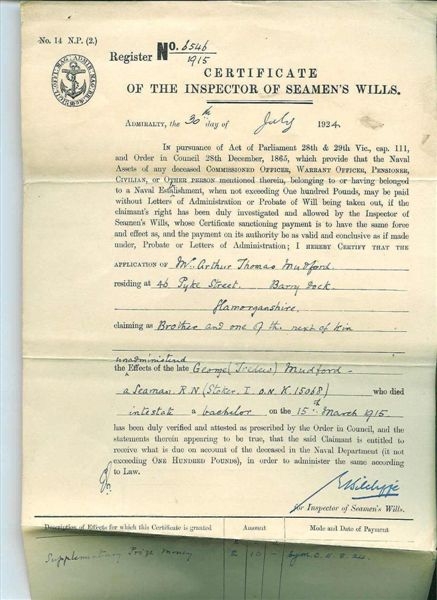 No. 14 N.P. (2.)
Register No. 6546
1915
CERTIFICATE
OF THE INSPECTOR OF SEAMEN'S WILLS.
ADMIRALTY, the 30th day of July 1924.
In pursuance of Act of Parliament 28th & 29th Vic., cap. 111,
and Order in Council 28th December, 1865, which provide that the Naval
Assets of any deceased COMMISSIONED OFFICER, WARRANT OFFICER, PENSIONER,
CIVILIAN, or OTHER PERSON mentioned therein, belonging to or having belonged
to a Naval Establishment, when not exceeding One hundred Pounds, may be paid
without Letters of Administration or Probate of Will being taken out, if the
claimant's right has been duly investigated and allowed by the Inspector
of Seamen's Wills, whose Certificate sanctioning payment is to have the same force
and effect as, and the payment on its authority to be as valid and conclusive as if made
under, Probate or Letters of Administration; I HEREBY CERTIFY THAT THE
APPLICATION OF Mr. Arthur Thomas Mudford.
residing at 46 Pyke Street. Barry Dock.
Glamorganshire.
claiming as Brother and one of the next of kin
unadministered
the Effects of the late George Mudford
a Seaman R.N. (Stoker. I O.N. K.15068) who died
intestate a bachelor on the 15th March 1915
has been duly verified and attested as prescribed by the Order in Council, and the
statements therein appearing to be true, that the said Claimant is entitled to
receive what is due on account of the deceased in the Naval Department (if not
exceeding ONE HUNDRED POUNDS), in order to administer the same according
to Law.
for Inspector of Seamen's Wills.
Description of Effects for which this Certificate is granted Amount Mode and Date of Payment
Supplementary Prize Money £ 10 -